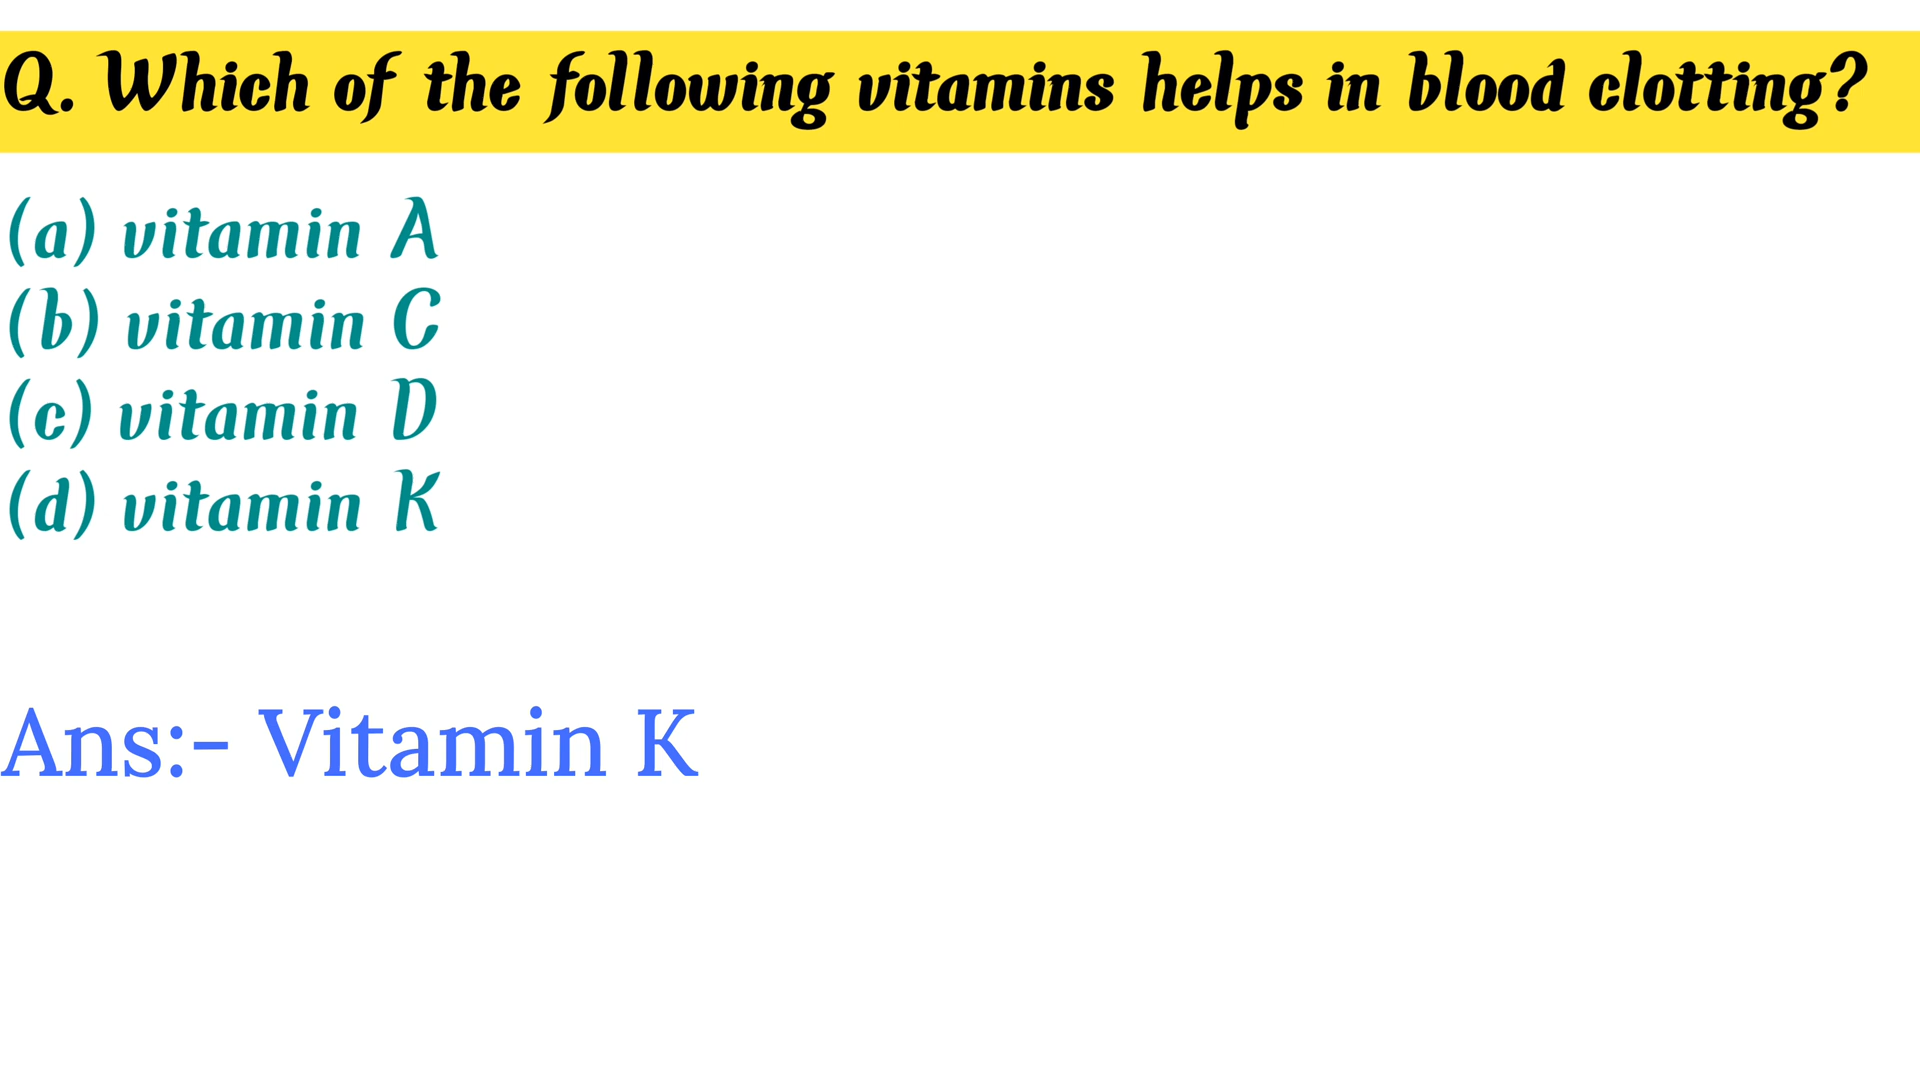 Q. Which of the following vitamins helps in blood clotting?
(a) vitamin A
(b) vitamin C
(c) vitamin D
(d) vitamin K
Ans:- Vitamin K